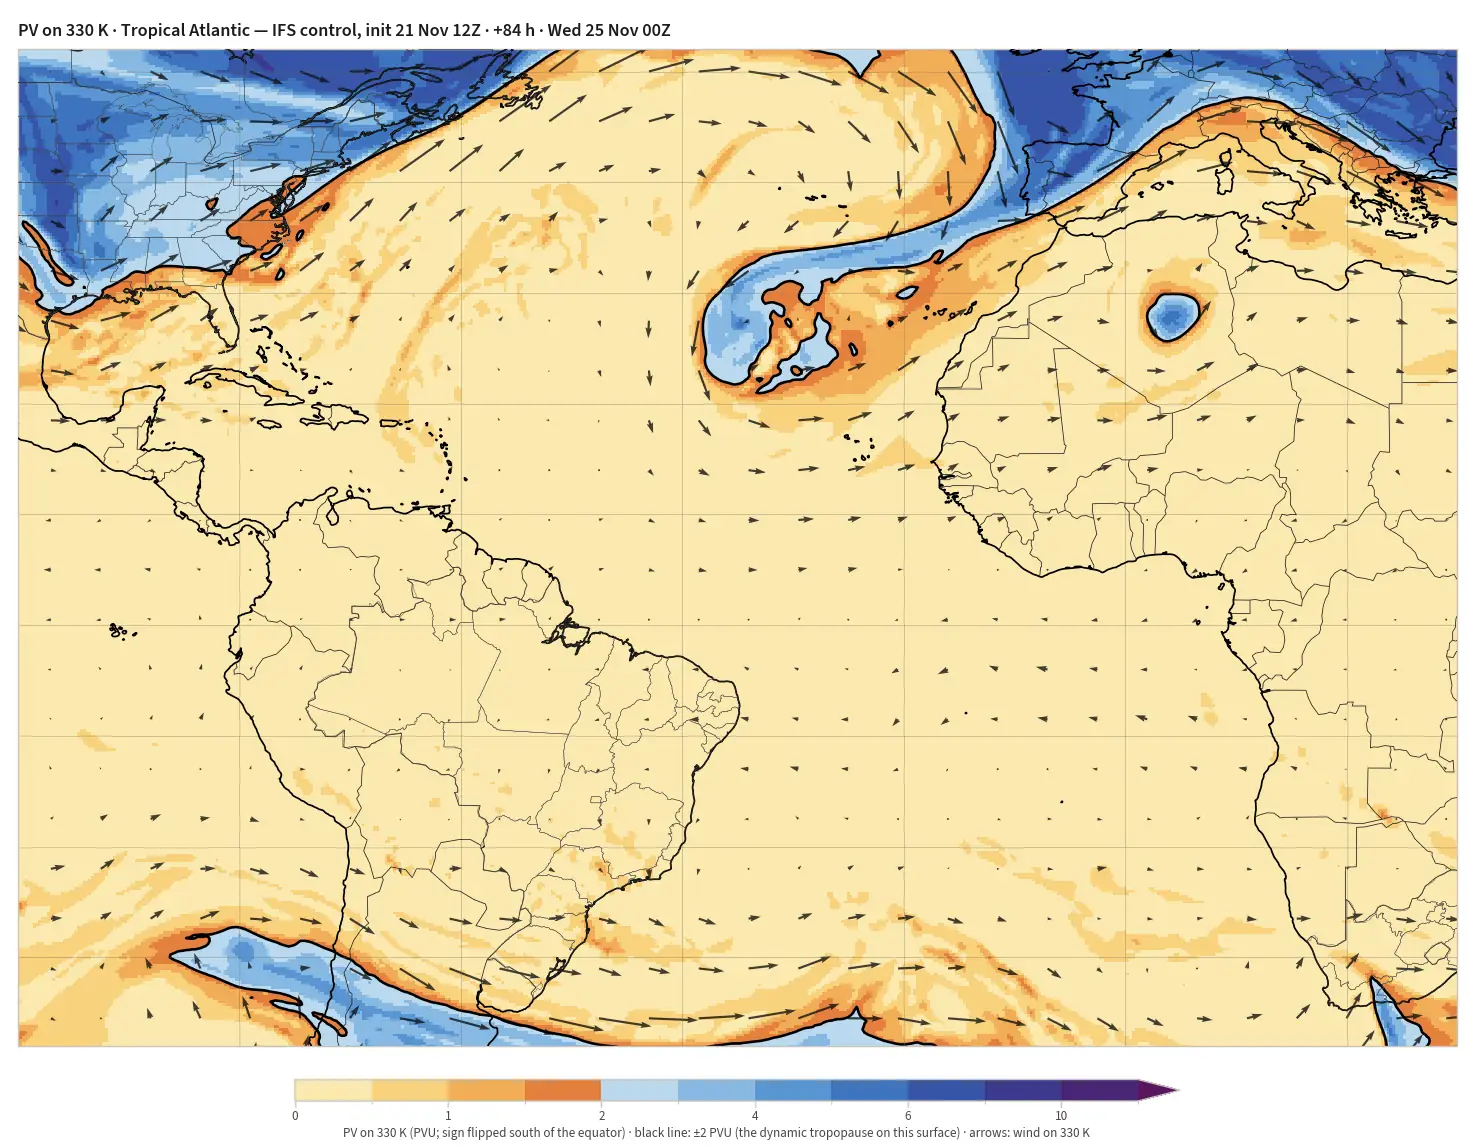 PV on 330 K · Tropical Atlantic — IFS control, init 21 Nov 12Z · +84 h · Wed 25 Nov 00Z
0 1 2 4 6 10
PV on 330 K (PVU; sign flipped south of the equator) · black line: ±2 PVU (the dynamic tropopause on this surface) · arrows: wind on 330 K